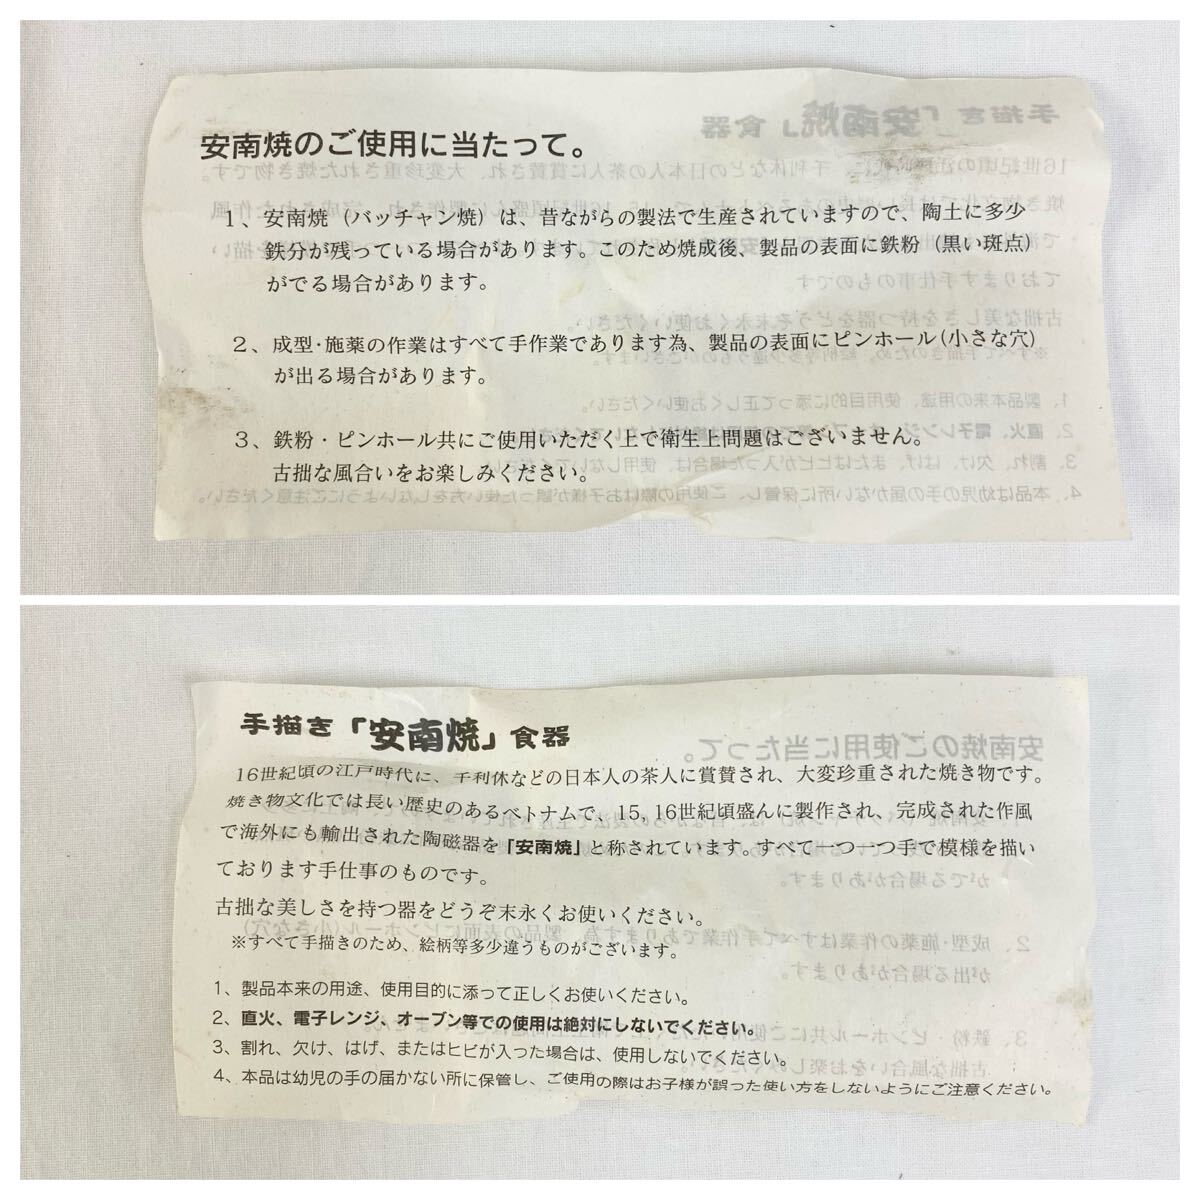 安南焼のご使用に当たって。
1、安南焼（バッチャン焼）は、昔ながらの製法で生産されていますので、陶土に多少
鉄分が残っている場合があります。このため焼成後、製品の表面に鉄粉（黒い斑点）
がでる場合があります。
2、成型・施薬の作業はすべて手作業であります為、製品の表面にピンホール(小さな穴)
が出る場合があります。
3、鉄粉・ピンホール共にご使用いただく上で衛生上問題はございません。
古拙な風合いをお楽しみください。
手描き「安南焼」食器
16世紀頃の江戸時代に、千利休などの日本人の茶人に賞賛され、大変珍重された焼き物です。
焼き物文化では長い歴史のあるベトナムで、15,16世紀頃盛んに製作され、完成された作風
で海外にも輸出された陶磁器を「安南焼」と称されています。すべて一つ一つ手で模様を描い
ております手仕事のものです。
古拙な美しさを持つ器をどうぞ末永くお使いください。
※すべて手描きのため、絵柄等多少違うものがございます。
1、製品本来の用途、使用目的に添って正しくお使いください。
2、直火、電子レンジ、オーブン等での使用は絶対にしないでください。
3、割れ、欠け、はげ、またはヒビが入った場合は、使用しないでください。
4、本品は幼児の手の届かない所に保管し、ご使用の際はお子様が誤った使い方をしないようにご注意ください。